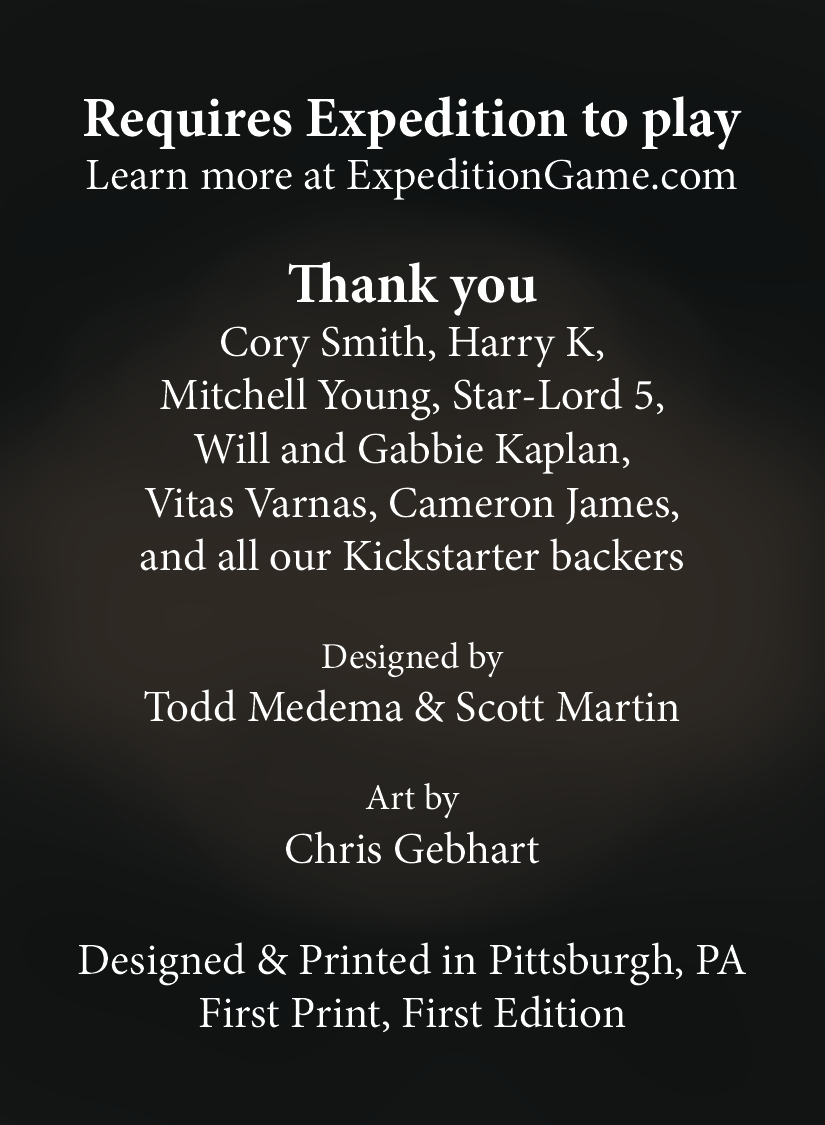 Requires Expedition to play
Learn more at ExpeditionGame.com
Thank you
Cory Smith, Harry K,
Mitchell Young, Star-Lord 5,
Will and Gabbie Kaplan,
Vitas Varnas, Cameron James,
and all our Kickstarter backers
Designed by
Todd Medema & Scott Martin
Art by
Chris Gebhart
Designed & Printed in Pittsburgh, PA
First Print, First Edition